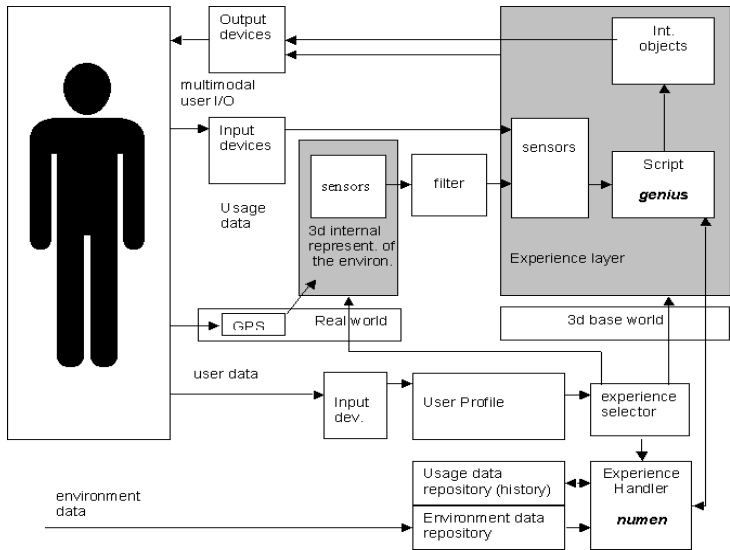 Output
devices
Int.
objects
multimodal
user I/O
Input
devices
sensors
sensors
filter
Script
genius
Usage
data
3d internal
represent. of
the environ.
Experience layer
GPS
Real world
3d base world
user data
Input
dev.
User Profile
experience
selector
Usage data
repository (history)
Experience
Handler
numen
environment
data
Environment data
repository